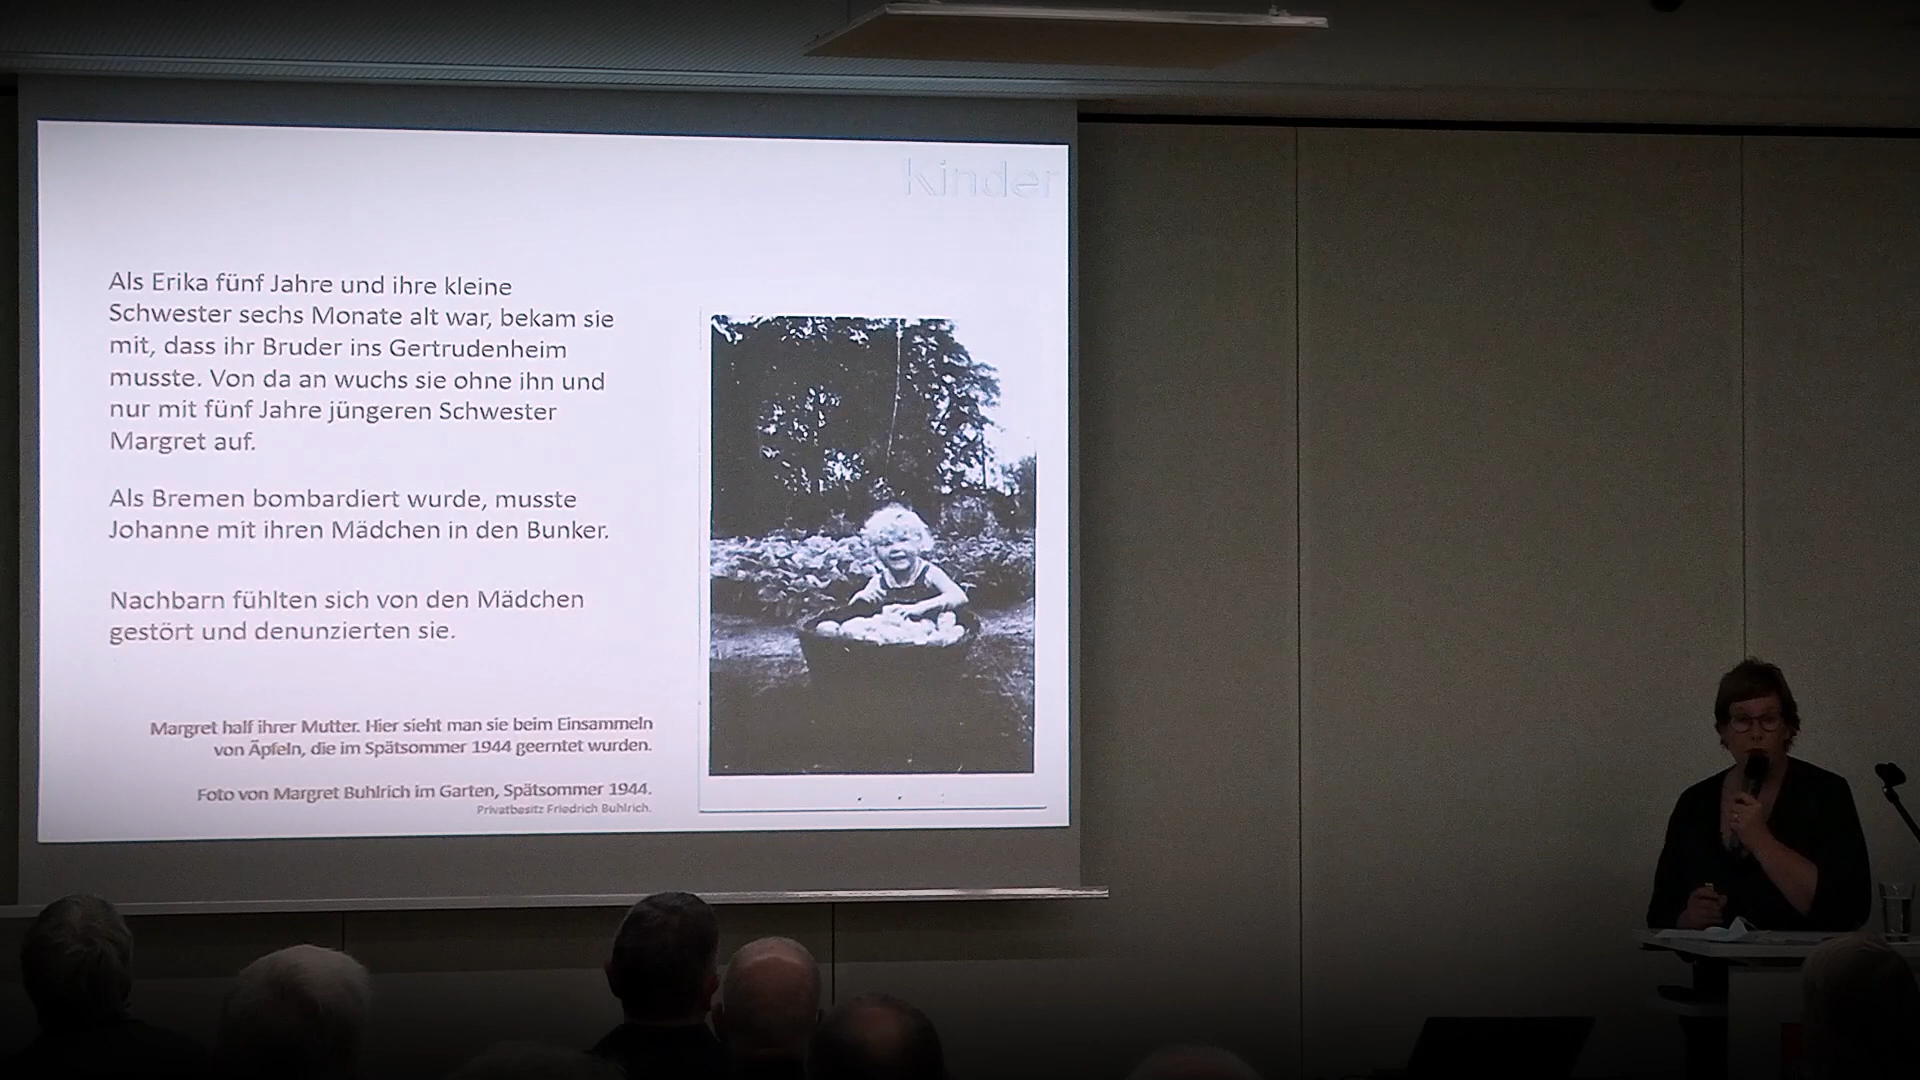 kinder
Als Erika fünf Jahre und ihre kleine
Schwester sechs Monate alt war, bekam sie
mit, dass ihr Bruder ins Gertrudenheim
musste. Von da an wuchs sie ohne ihn und
nur mit fünf Jahre jüngeren Schwester
Margret auf.
Als Bremen bombardiert wurde, musste
Johanne mit ihren Mädchen in den Bunker.
Nachbarn fühlten sich von den Mädchen
gestört und denunzierten sie.
Margret half ihrer Mutter. Hier sieht man sie beim Einsammeln
von Äpfeln, die im Spätsommer 1944 geerntet wurden.
Foto von Margret Buhlrich im Garten, Spätsommer 1944.
Privatbesitz Friedrich Buhlrich.